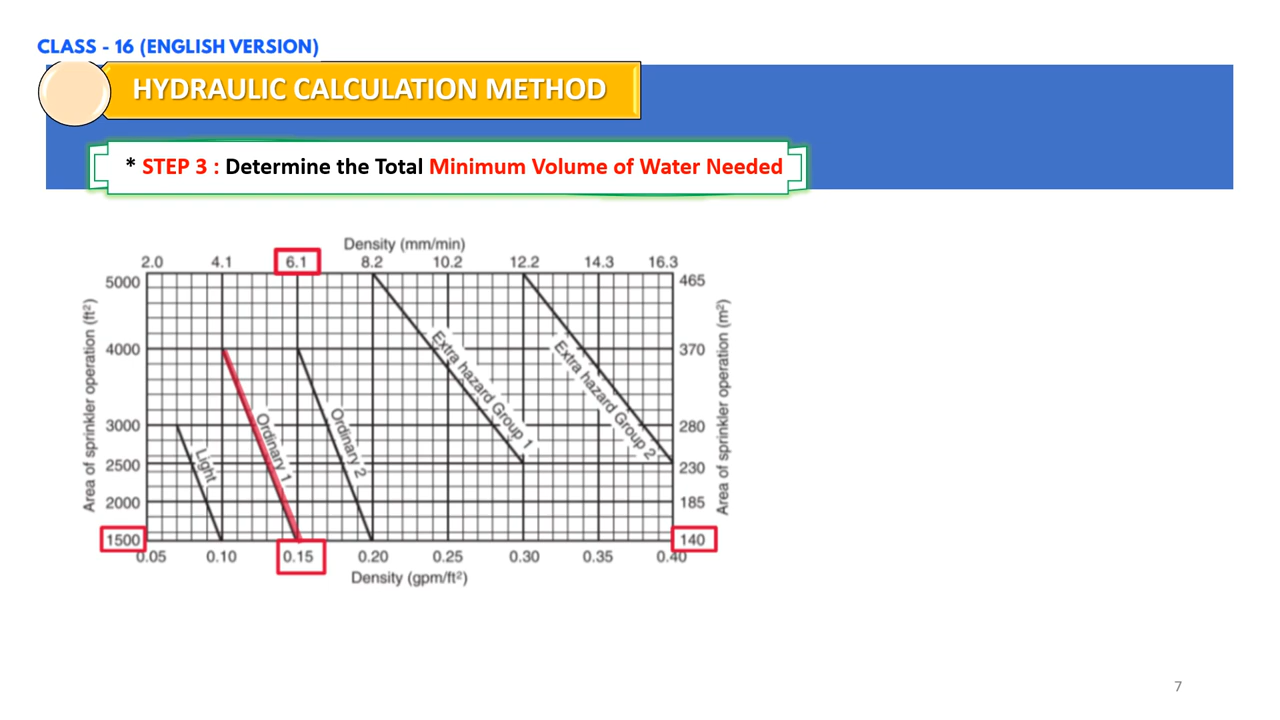 CLASS - 16 (ENGLISH VERSION)
HYDRAULIC CALCULATION METHOD
* STEP 3 : Determine the Total Minimum Volume of Water Needed
Density (mm/min)
2.0 4.1 6.1 8.2 10.2 12.2 14.3 16.3
Area of sprinkler operation (ft²)
5000
4000
3000
2500
2000
1500
Light
Ordinary 1
Ordinary 2
Extra hazard Group 1
Extra hazard Group 2
465
370
280
230
185
140
Area of sprinkler operation (m²)
0.05 0.10 0.15 0.20 0.25 0.30 0.35 0.40
Density (gpm/ft²)
7